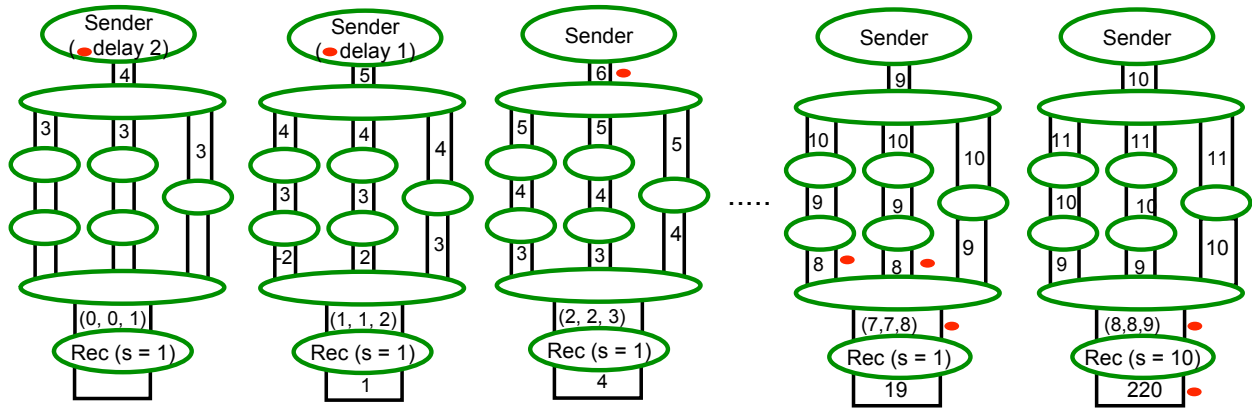 Sender
( delay 2)
4
3 3 3
(0, 0, 1)
Rec (s = 1)
Sender
( delay 1)
5
4 4 4
3 3 3
-2 2
(1, 1, 2)
Rec (s = 1)
1
Sender
6
5 5 5
4 4 4
3 3
(2, 2, 3)
Rec (s = 1)
4
.....
Sender
9
10 10 10
9 9 9
8 8
(7,7,8)
Rec (s = 1)
19
Sender
10
11 11 11
10 10 10
9 9
(8,8,9)
Rec (s = 10)
220